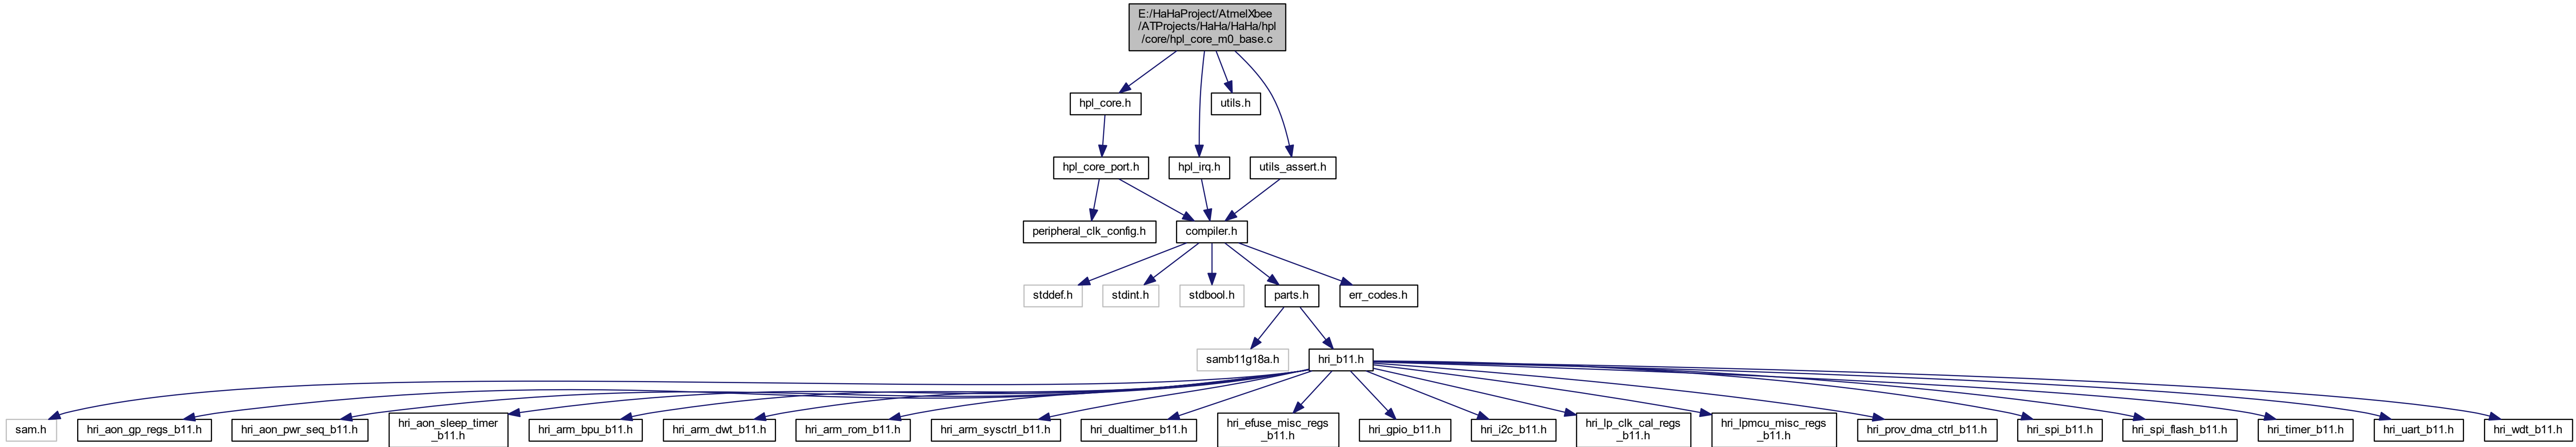 E:/HaHaProject/AtmelXbee
/ATProjects/HaHa/HaHa/hpl
/core/hpl_core_m0_base.c
hpl_core.h
utils.h
hpl_core_port.h
hpl_irq.h
utils_assert.h
peripheral_clk_config.h
compiler.h
stddef.h
stdint.h
stdbool.h
parts.h
err_codes.h
samb11g18a.h
hri_b11.h
sam.h
hri_aon_gp_regs_b11.h
hri_aon_pwr_seq_b11.h
hri_aon_sleep_timer
_b11.h
hri_arm_bpu_b11.h
hri_arm_dwt_b11.h
hri_arm_rom_b11.h
hri_arm_sysctrl_b11.h
hri_dualtimer_b11.h
hri_efuse_misc_regs
_b11.h
hri_gpio_b11.h
hri_i2c_b11.h
hri_lp_clk_cal_regs
_b11.h
hri_lpmcu_misc_regs
_b11.h
hri_prov_dma_ctrl_b11.h
hri_spi_b11.h
hri_spi_flash_b11.h
hri_timer_b11.h
hri_uart_b11.h
hri_wdt_b11.h